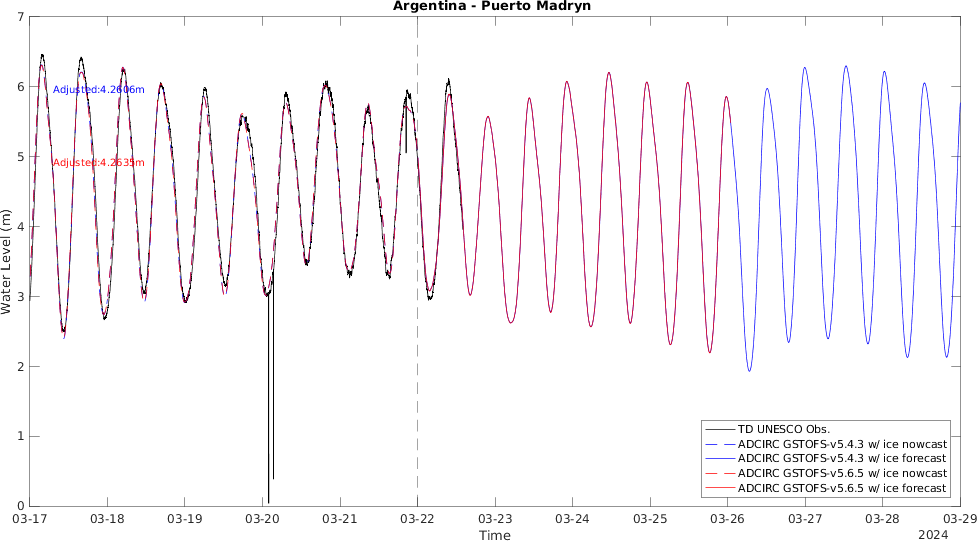 Argentina - Puerto Madryn
7
6
5
4
3
2
1
0
Water Level (m)
Adjusted:4.2606m
Adjusted:4.2635m
TD UNESCO Obs.
ADCIRC GSTOFS-v5.4.3 w/ ice nowcast
ADCIRC GSTOFS-v5.4.3 w/ ice forecast
ADCIRC GSTOFS-v5.6.5 w/ ice nowcast
ADCIRC GSTOFS-v5.6.5 w/ ice forecast
03-17 03-18 03-19 03-20 03-21 03-22 03-23 03-24 03-25 03-26 03-27 03-28 03-29
Time
2024